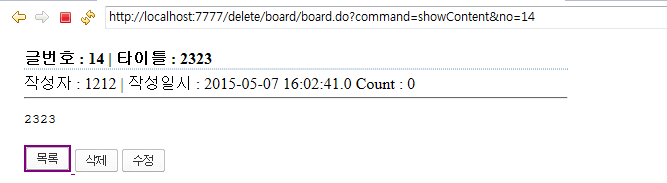 http://localhost:7777/delete/board/board.do?command=showContent&no=14
글번호 : 14 | 타이틀 : 2323
작성자 : 1212 | 작성일시 : 2015-05-07 16:02:41.0 Count : 0
2323
목록 삭제 수정